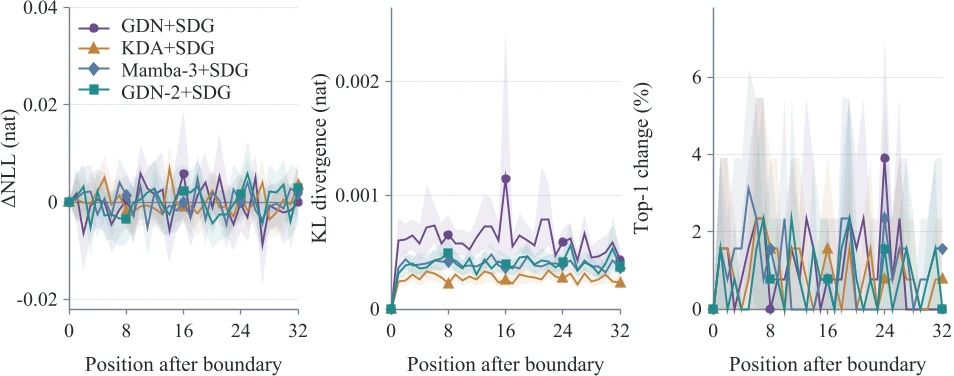 0.04
0.02
0
-0.02
ΔNLL (nat)
GDN+SDG
KDA+SDG
Mamba-3+SDG
GDN-2+SDG
0 8 16 24 32
Position after boundary
0.002
0.001
0
KL divergence (nat)
0 8 16 24 32
Position after boundary
6
4
2
0
Top-1 change (%)
0 8 16 24 32
Position after boundary